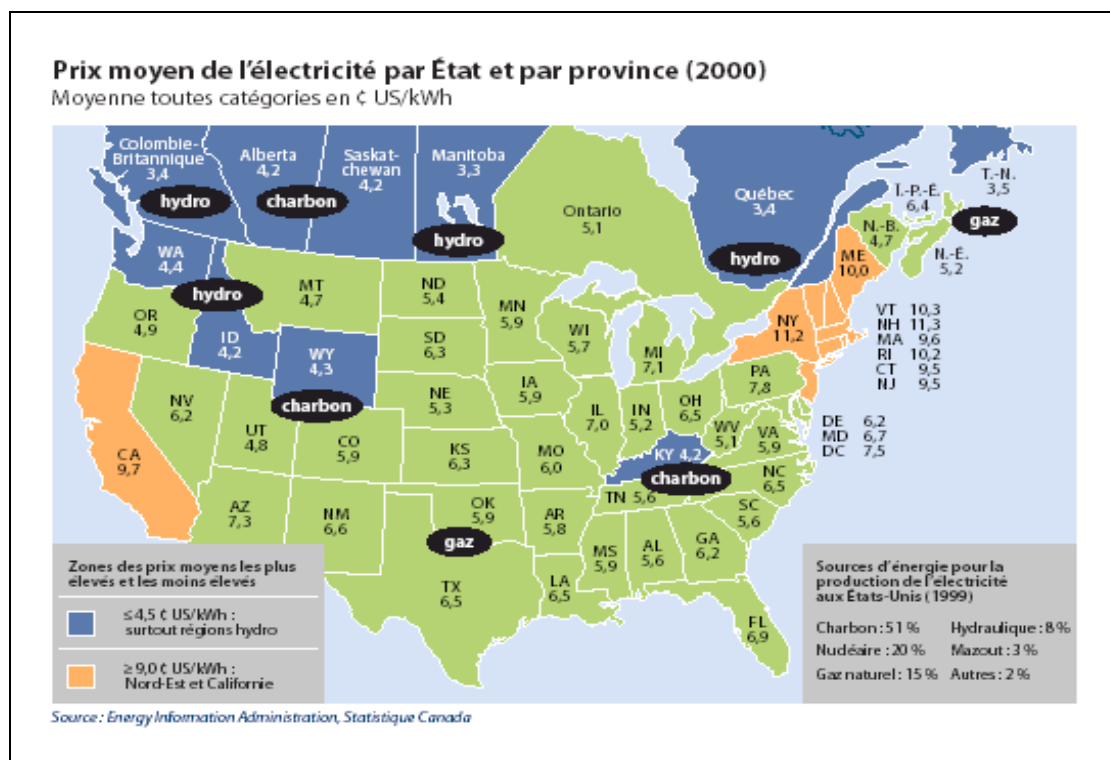 Prix moyen de l'électricité par État et par province (2000)
Moyenne toutes catégories en ¢ US/kWh
Colombie-
Britannique
3,4
Alberta
4,2
Saskat-
chewan
4,2
Manitoba
3,3
hydro
charbon
hydro
Ontario
5,1
Québec
3,4
hydro
T.-N.
3,5
Î.-P.-É.
6,4
gaz
N.-B.
4,7
N.-É.
5,2
WA
4,4
hydro
MT
4,7
ND
5,4
MN
5,9
ME
10,0
OR
4,9
ID
4,2
WY
4,3
charbon
SD
6,3
WI
5,7
MI
7,1
NY
11,2
VT 10,3
NH 11,3
MA 9,6
RI 10,2
CT 9,5
NJ 9,5
PA
7,8
NV
6,2
UT
4,8
CO
5,9
NE
5,3
IA
5,9
IL
7,0
IN
5,2
OH
6,5
WV
5,1
VA
5,9
DE 6,2
MD 6,7
DC 7,5
CA
9,7
KS
6,3
MO
6,0
KY 4,2
charbon
NC
6,5
TN 5,6
SC
5,6
AZ
7,3
NM
6,6
OK
5,9
gaz
AR
5,8
MS
5,9
AL
5,6
GA
6,2
TX
6,5
LA
6,5
FL
6,9
Zones des prix moyens les plus
élevés et les moins élevés
≤4,5 ¢ US/kWh :
surtout régions hydro
≥ 9,0 ¢ US/kWh :
Nord-Est et Californie
Sources d'énergie pour la
production de l'électricité
aux États-Unis (1999)
Charbon : 51 % Hydraulique : 8 %
Nucléaire : 20 % Mazout : 3 %
Gaz naturel : 15 % Autres : 2 %
Source : Energy Information Administration, Statistique Canada